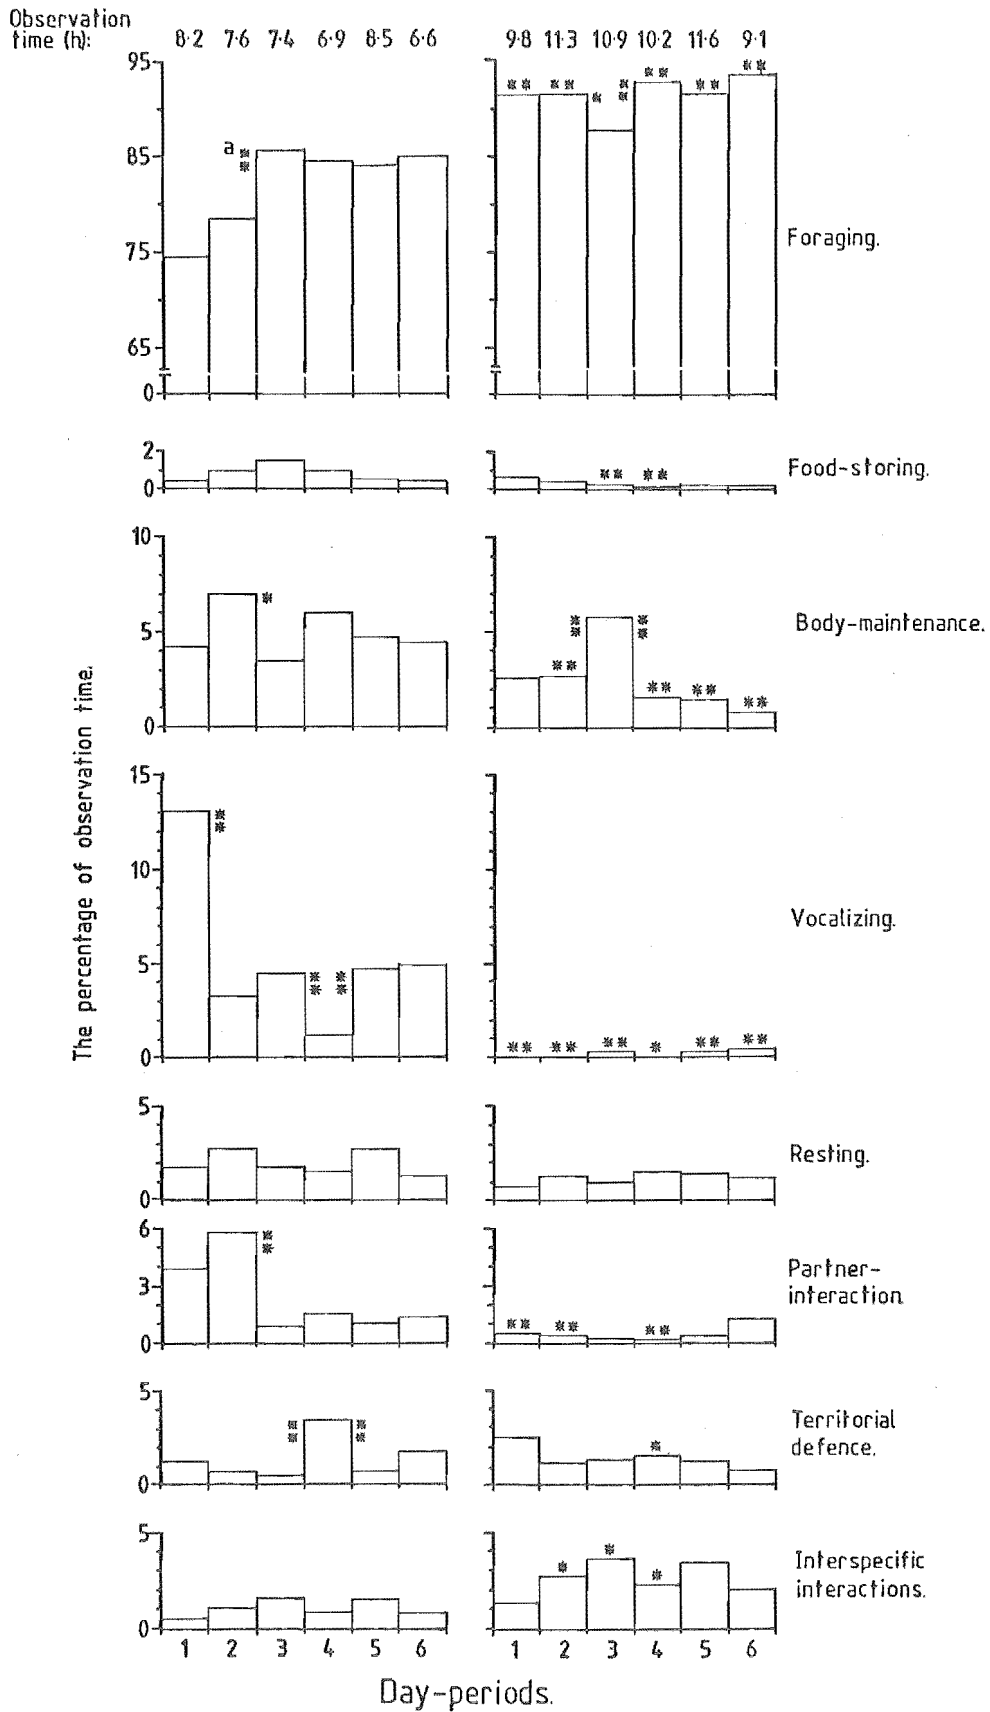 Observation
time (h):
8·2 7·6 7·4 6·9 8·5 6·6 9·8 11·3 10·9 10·2 11·6 9·1
95
** ** * ** ** ** **
a **
85
75
65
0
Foraging.
2
0
** **
Food-storing.
10
5
0
*
** ** ** ** ** **
Body-maintenance.
15
10
5
0
**
** **
** ** ** * ** **
Vocalizing.
5
0
Resting.
6
3
0
**
** ** **
Partner-
interaction
5
0
** **
*
Territorial
defence.
5
0
* * *
Interspecific
interactions.
1 2 3 4 5 6 1 2 3 4 5 6
Day-periods.
The percentage of observation time.